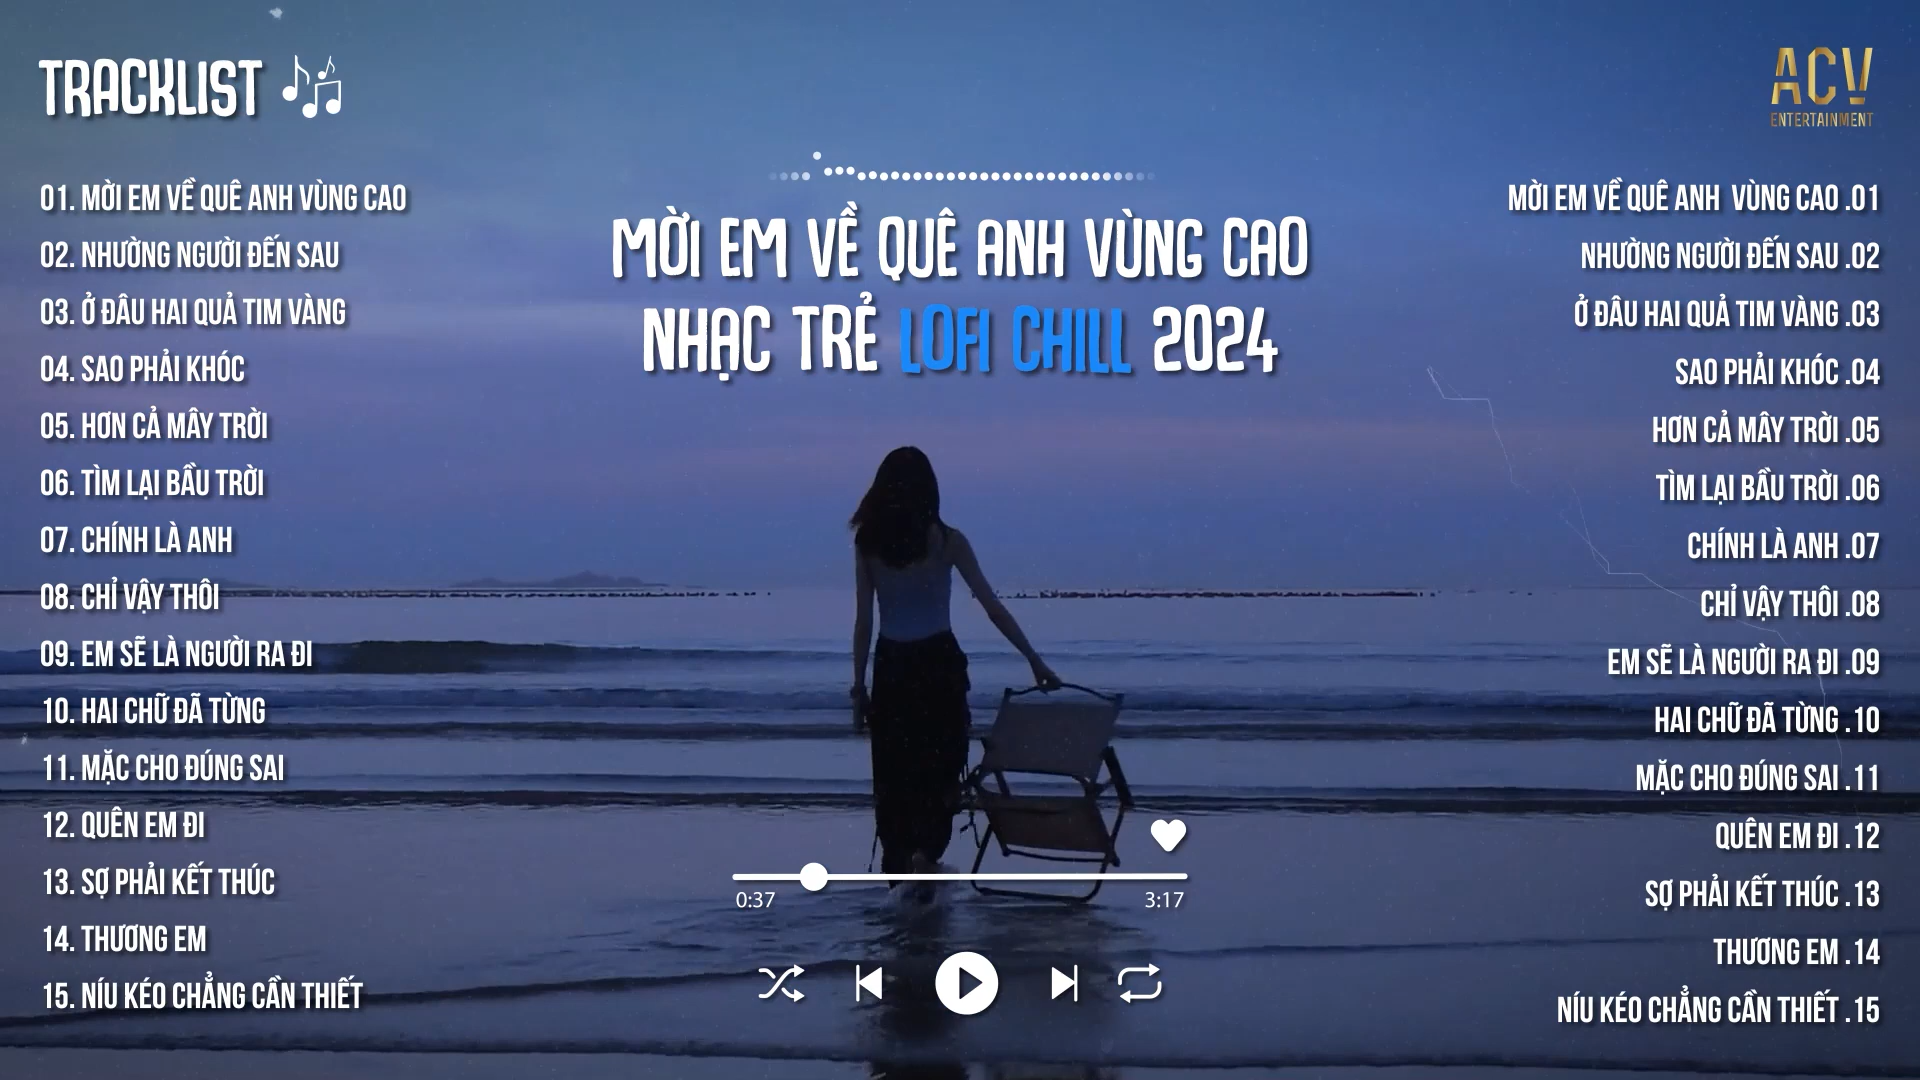 TRACKLIST
ACV
ENTERTAINMENT
MỜI EM VỀ QUÊ ANH VÙNG CAO
NHẠC TRẺ LOFI CHILL 2024
01. MỜI EM VỀ QUÊ ANH VÙNG CAO
02. NHƯỜNG NGƯỜI ĐẾN SAU
03. Ở ĐÂU HAI QUẢ TIM VÀNG
04. SAO PHẢI KHÓC
05. HƠN CẢ MÂY TRỜI
06. TÌM LẠI BẦU TRỜI
07. CHÍNH LÀ ANH
08. CHỈ VẬY THÔI
09. EM SẼ LÀ NGƯỜI RA ĐI
10. HAI CHỮ ĐÃ TỪNG
11. MẶC CHO ĐÚNG SAI
12. QUÊN EM ĐI
13. SỢ PHẢI KẾT THÚC
14. THƯƠNG EM
15. NÍU KÉO CHẲNG CẦN THIẾT
MỜI EM VỀ QUÊ ANH VÙNG CAO .01
NHƯỜNG NGƯỜI ĐẾN SAU .02
Ở ĐÂU HAI QUẢ TIM VÀNG .03
SAO PHẢI KHÓC .04
HƠN CẢ MÂY TRỜI .05
TÌM LẠI BẦU TRỜI .06
CHÍNH LÀ ANH .07
CHỈ VẬY THÔI .08
EM SẼ LÀ NGƯỜI RA ĐI .09
HAI CHỮ ĐÃ TỪNG .10
MẶC CHO ĐÚNG SAI .11
QUÊN EM ĐI .12
SỢ PHẢI KẾT THÚC .13
THƯƠNG EM .14
NÍU KÉO CHẲNG CẦN THIẾT .15
0:37
3:17